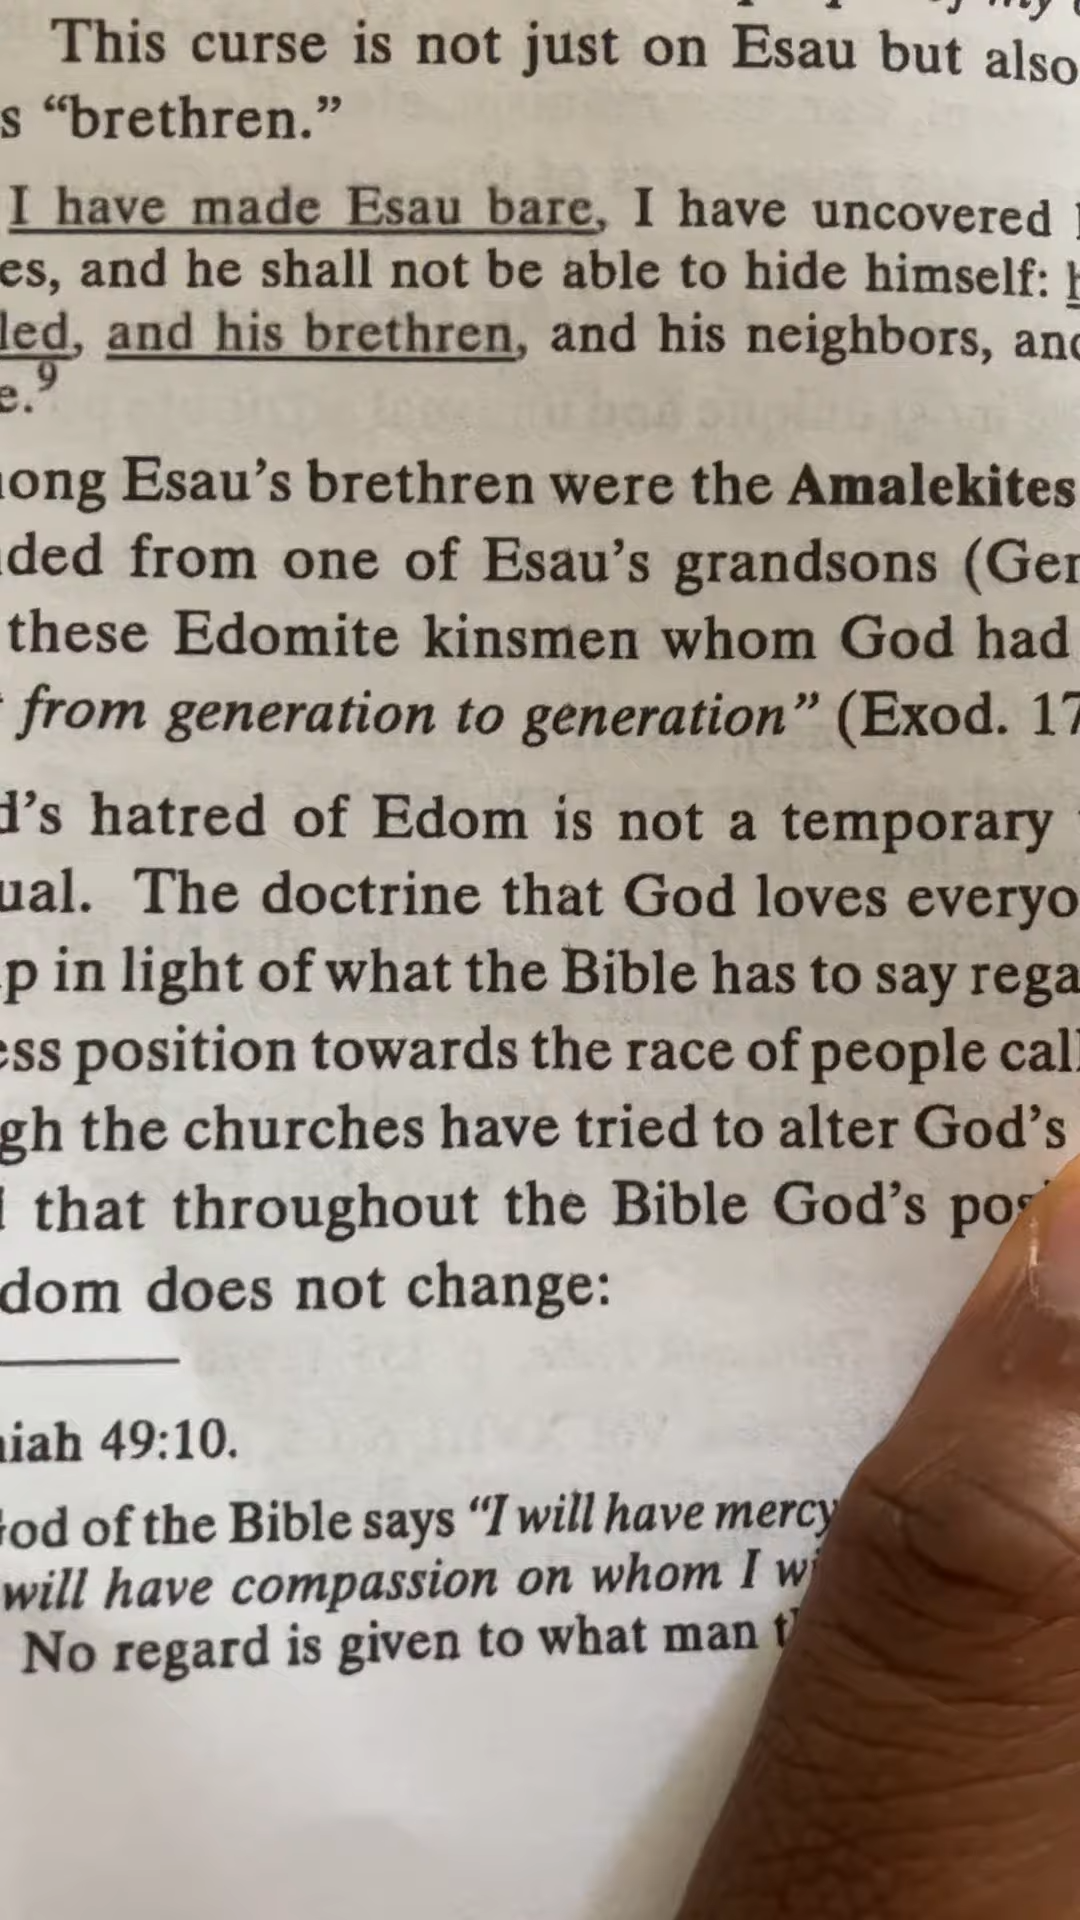 This curse is not just on Esau but also
s “brethren.”
I have made Esau bare, I have uncovered
es, and he shall not be able to hide himself:
led, and his brethren, and his neighbors, and
e.⁹
ong Esau’s brethren were the Amalekites
ded from one of Esau’s grandsons (Gen
these Edomite kinsmen whom God had
from generation to generation” (Exod. 17
d’s hatred of Edom is not a temporary
ual. The doctrine that God loves everyo
p in light of what the Bible has to say rega
ess position towards the race of people call
gh the churches have tried to alter God’s
that throughout the Bible God’s pos
dom does not change:
iah 49:10.
od of the Bible says “I will have mercy
will have compassion on whom I wi
No regard is given to what man t